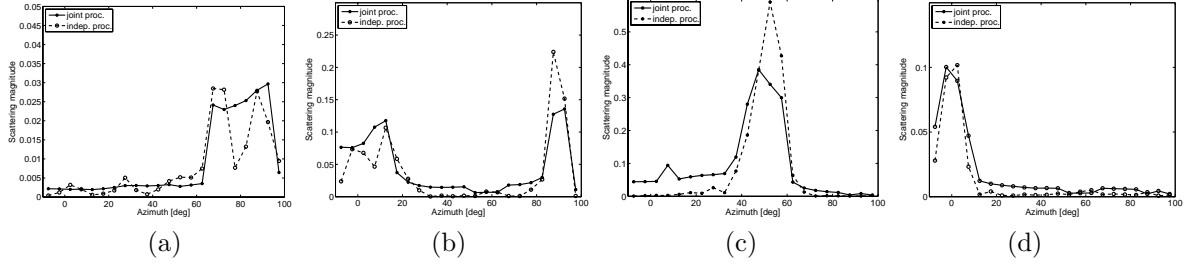 0.05
0.045
0.04
0.035
0.03
0.025
0.02
0.015
0.01
0.005
0
Scattering magnitude
joint proc.
indep. proc.
0 20 40 60 80 100
Azimuth [deg]
(a)
0.3
0.25
0.2
0.15
0.1
0.05
0
Scattering magnitude
joint proc.
indep. proc.
0 20 40 60 80 100
Azimuth [deg]
(b)
0.6
0.5
0.4
0.3
0.2
0.1
0
Scattering magnitude
joint proc.
indep. proc.
0 20 40 60 80 100
Azimuth [deg]
(c)
0.1
0.05
0
Scattering magnitude
joint proc.
indep. proc.
0 20 40 60 80 100
Azimuth [deg]
(d)